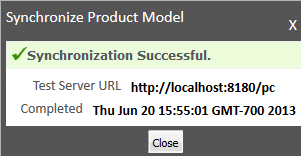 Synchronize Product Model
X
Synchronization Successful.
Test Server URL http://localhost:8180/pc
Completed Thu Jun 20 15:55:01 GMT-700 2013
Close